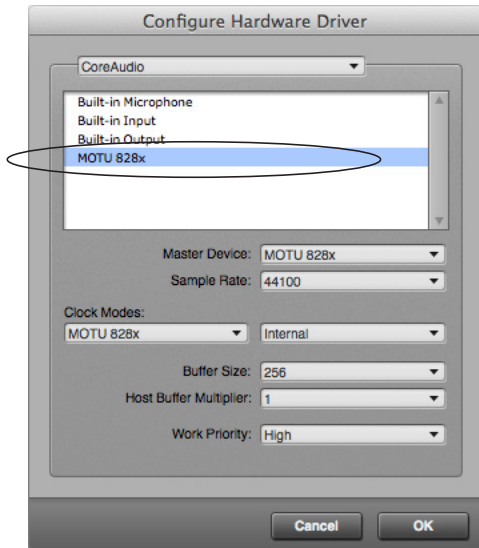 Configure Hardware Driver
CoreAudio
Built-in Microphone
Built-in Input
Built-in Output
MOTU 828x
Master Device: MOTU 828x
Sample Rate: 44100
Clock Modes:
MOTU 828x Internal
Buffer Size: 256
Host Buffer Multiplier: 1
Work Priority: High
Cancel OK